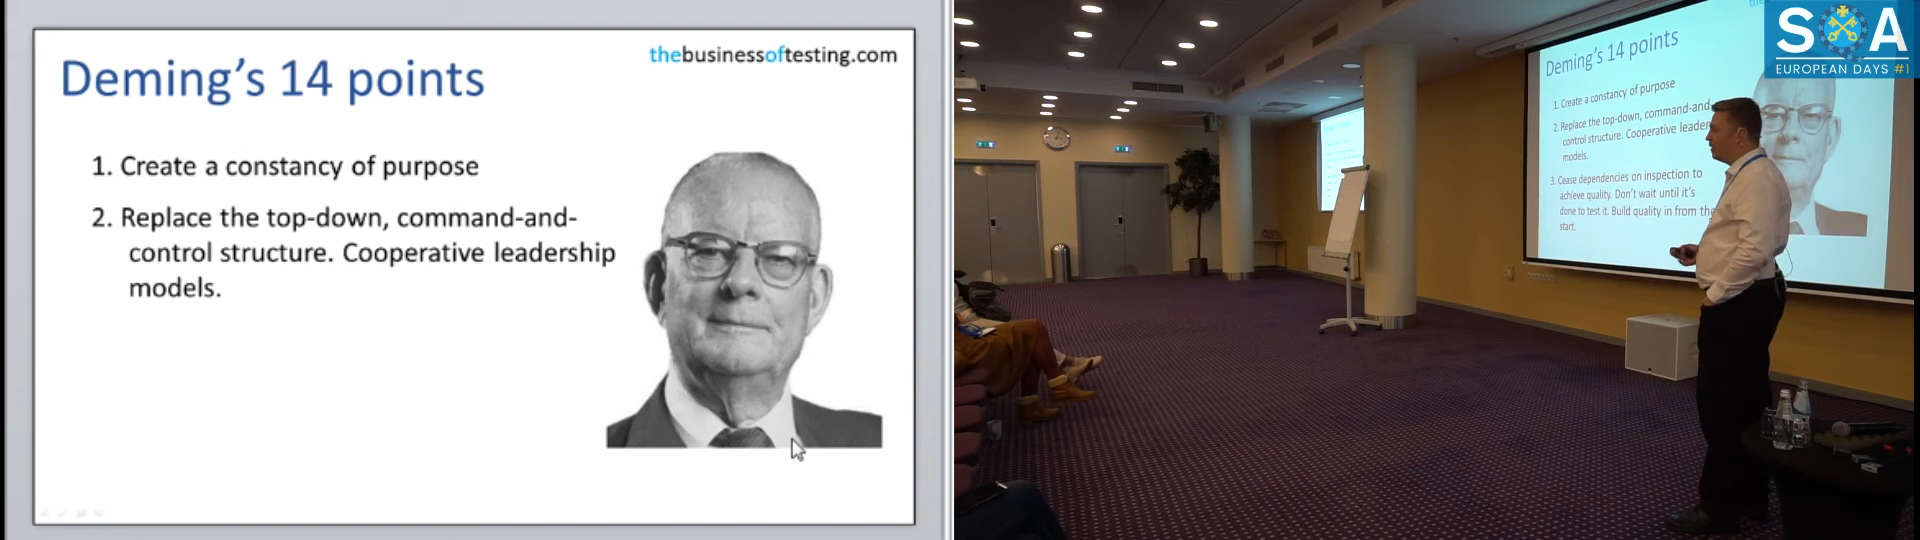 thebusinessoftesting.com
Deming's 14 points
1. Create a constancy of purpose
2. Replace the top-down, command-and-
control structure. Cooperative leadership
models.
Deming's 14 points
1. Create a constancy of purpose
2. Replace the top-down, command-and-
control structure. Cooperative leader
models.
3. Cease dependencies on inspection to
achieve quality. Don't wait until it's
done to test it. Build quality in from the
start.
the
SQA
EUROPEAN DAYS #1